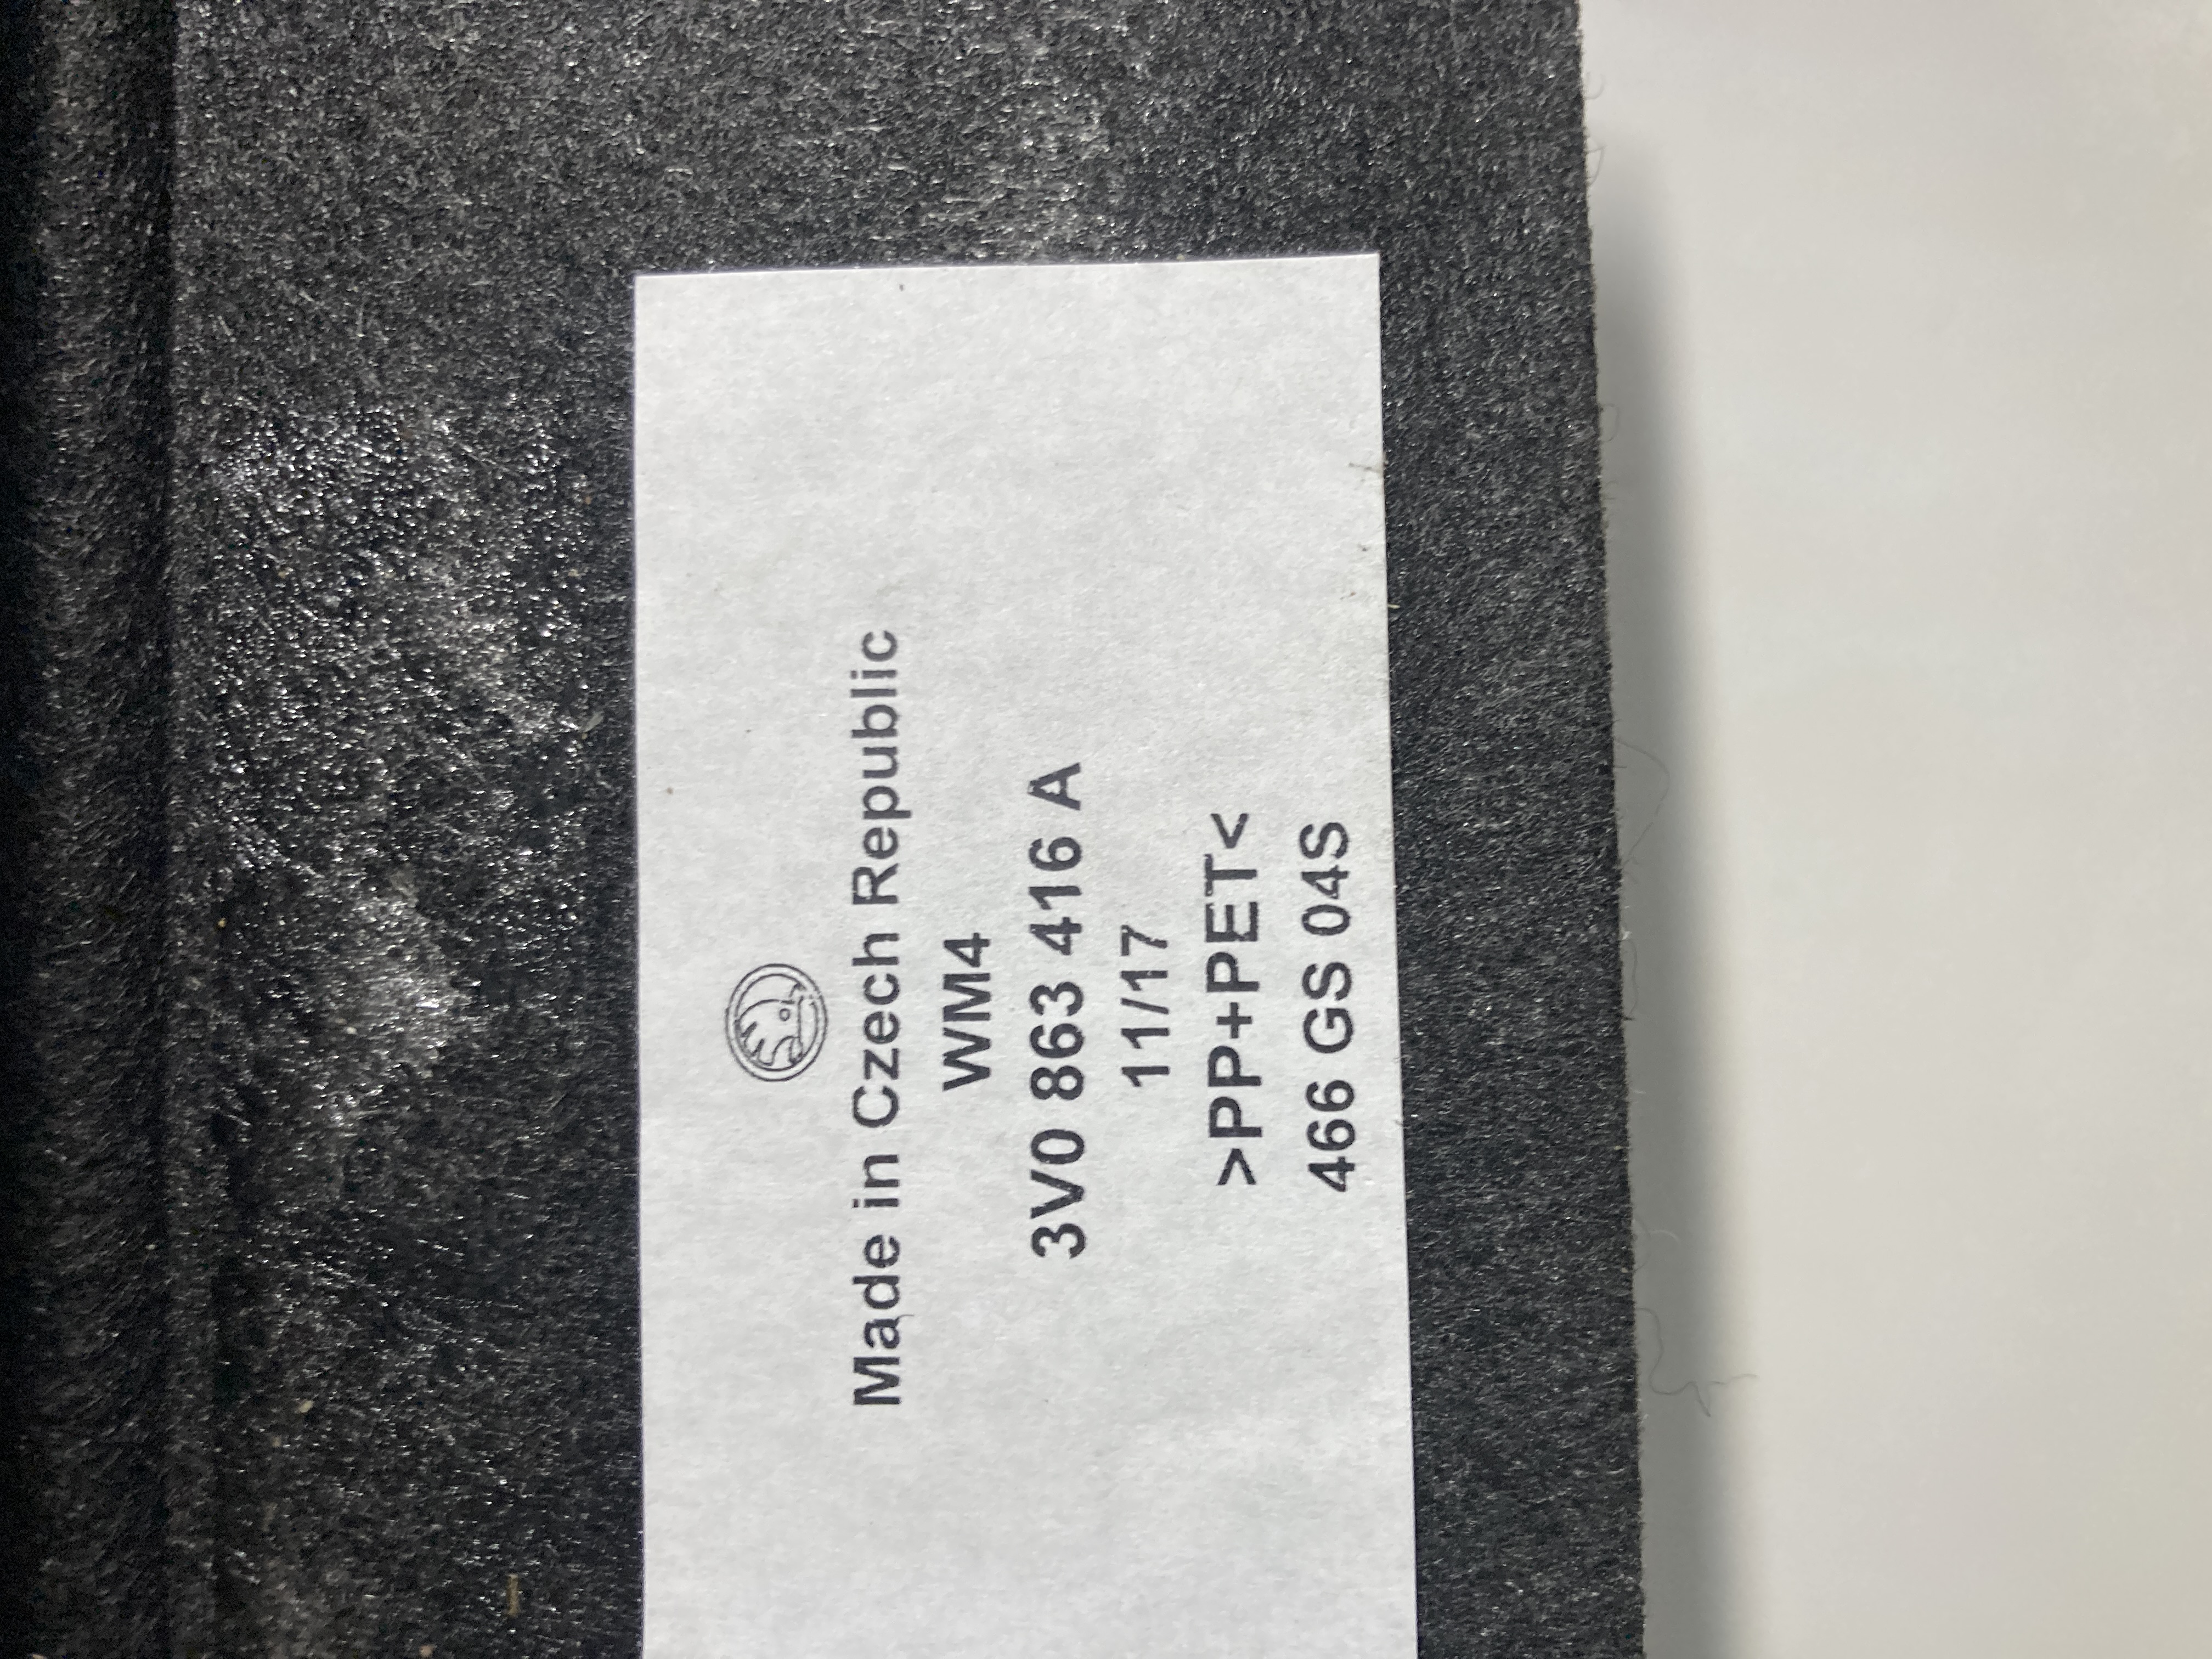 Made in Czech Republic
WM4
3V0 863 416 A
11/17
>PP+PET<
466 GS 04S